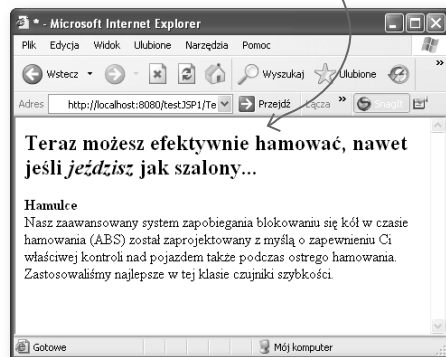 * - Microsoft Internet Explorer
Plik Edycja Widok Ulubione Narzędzia Pomoc
Wstecz Wyszukaj Ulubione »
Adres http://localhost:8080/testJSP1/Te Przejdź Łącza » SnagIt
Teraz możesz efektywnie hamować, nawet
jeśli jeździsz jak szalony...
Hamulce
Nasz zaawansowany system zapobiegania blokowaniu się kół w czasie
hamowania (ABS) został zaprojektowany z myślą o zapewnieniu Ci
właściwej kontroli nad pojazdem także podczas ostrego hamowania.
Zastosowaliśmy najlepsze w tej klasie czujniki szybkości.
Gotowe Mój komputer